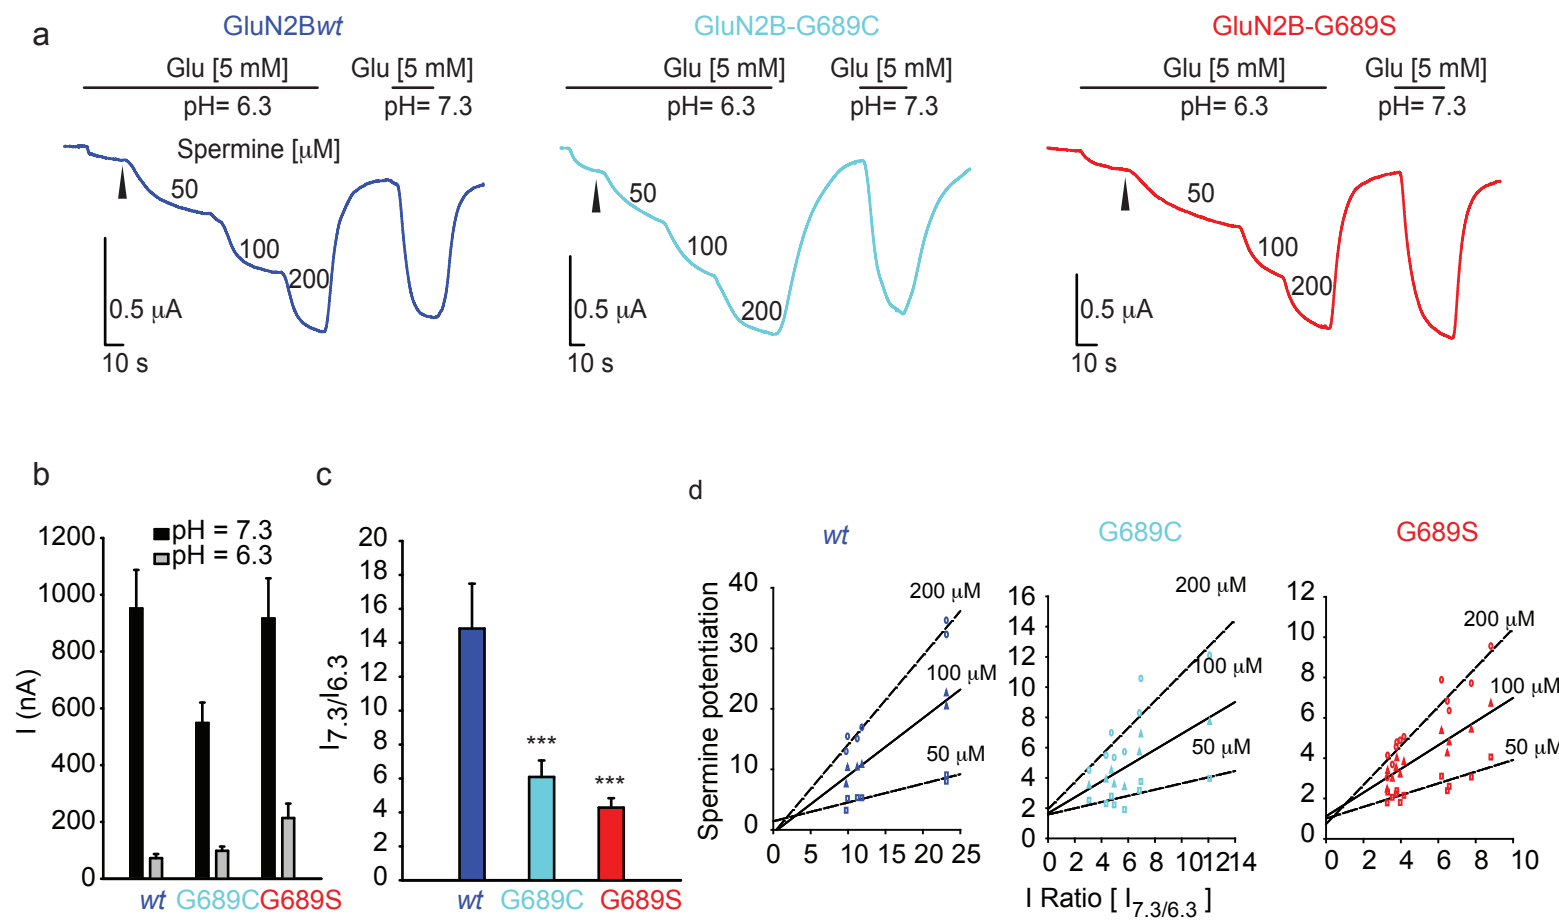 a
GluN2Bwt
GluN2B-G689C
GluN2B-G689S
Glu [5 mM]
Glu [5 mM]
Glu [5 mM]
Glu [5 mM]
Glu [5 mM]
Glu [5 mM]
pH= 6.3
pH= 7.3
pH= 6.3
pH= 7.3
pH= 6.3
pH= 7.3
Spermine [μM]
50
100
200
0.5 μA
10 s
50
100
200
0.5 μA
10 s
50
100
200
0.5 μA
10 s
b
I (nA)
1200
1000
800
600
400
200
0
pH = 7.3
pH = 6.3
wt
G689C
G689S
c
I7.3/I6.3
20
18
16
14
12
10
8
6
4
2
0
***
***
wt
G689C
G689S
d
wt
G689C
G689S
Spermine potentiation
40
30
20
10
0
200 μM
100 μM
50 μM
0 5 10 15 20 25
16
14
12
10
8
6
4
2
0
200 μM
100 μM
50 μM
0 2 4 6 8 10 12 14
12
10
8
6
4
2
0
200 μM
100 μM
50 μM
0 2 4 6 8 10
I Ratio [ I7.3/6.3 ]